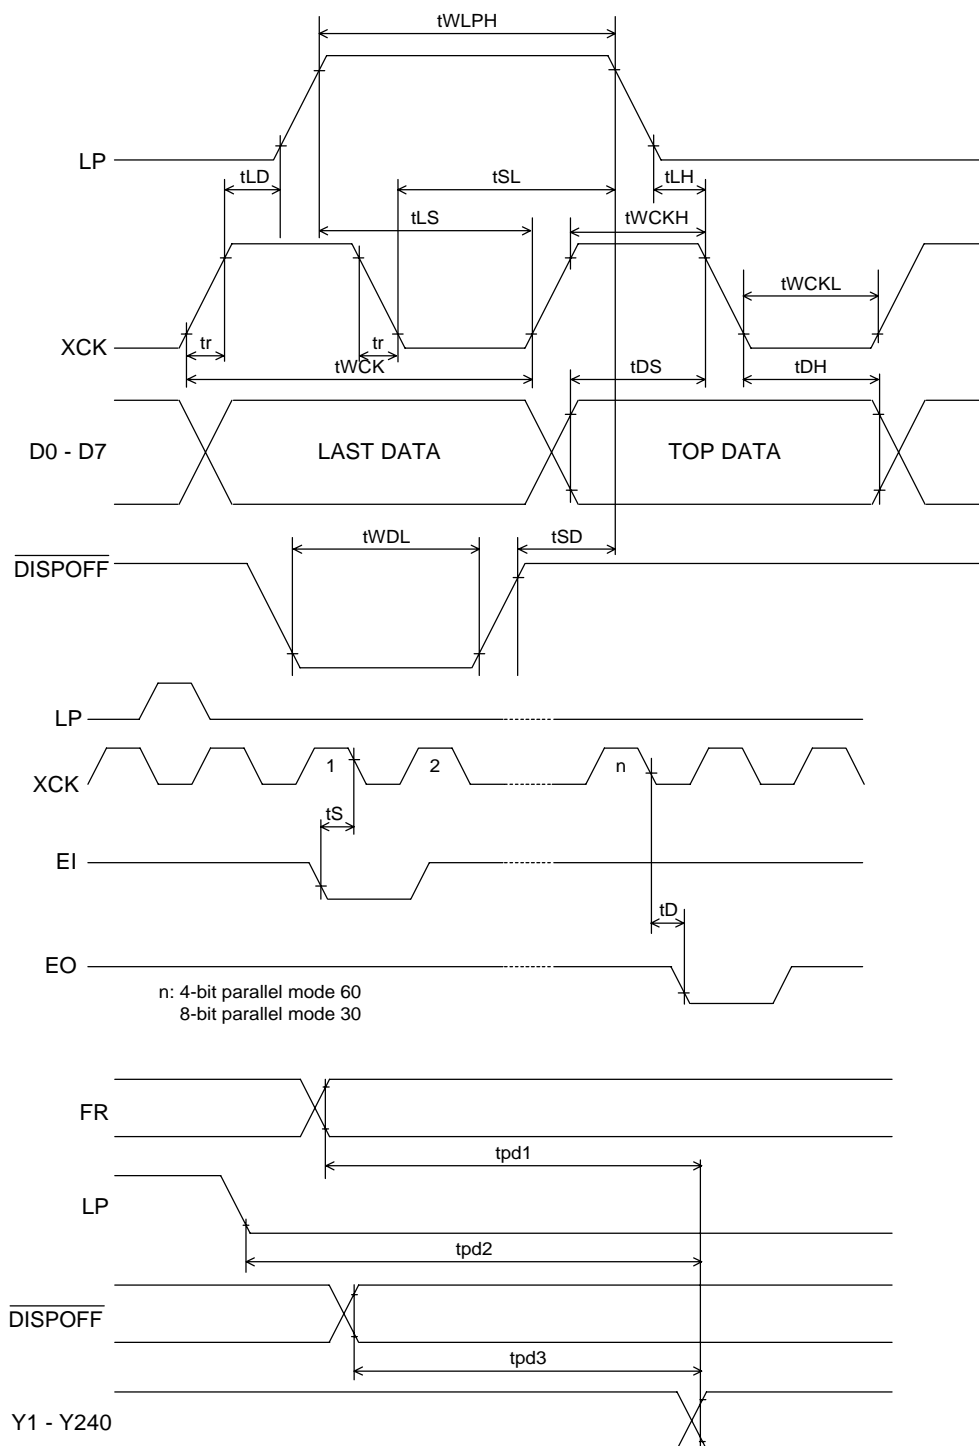 tWLPH
LP
tLD
tSL
tLH
tLS
tWCKH
tWCKL
XCK
tr
tr
tWCK
tDS
tDH
D0 - D7
LAST DATA
TOP DATA
tWDL
tSD
DISPOFF
LP
XCK
1
2
n
tS
EI
tD
EO
n: 4-bit parallel mode 60
8-bit parallel mode 30
FR
tpd1
LP
tpd2
DISPOFF
tpd3
Y1 - Y240